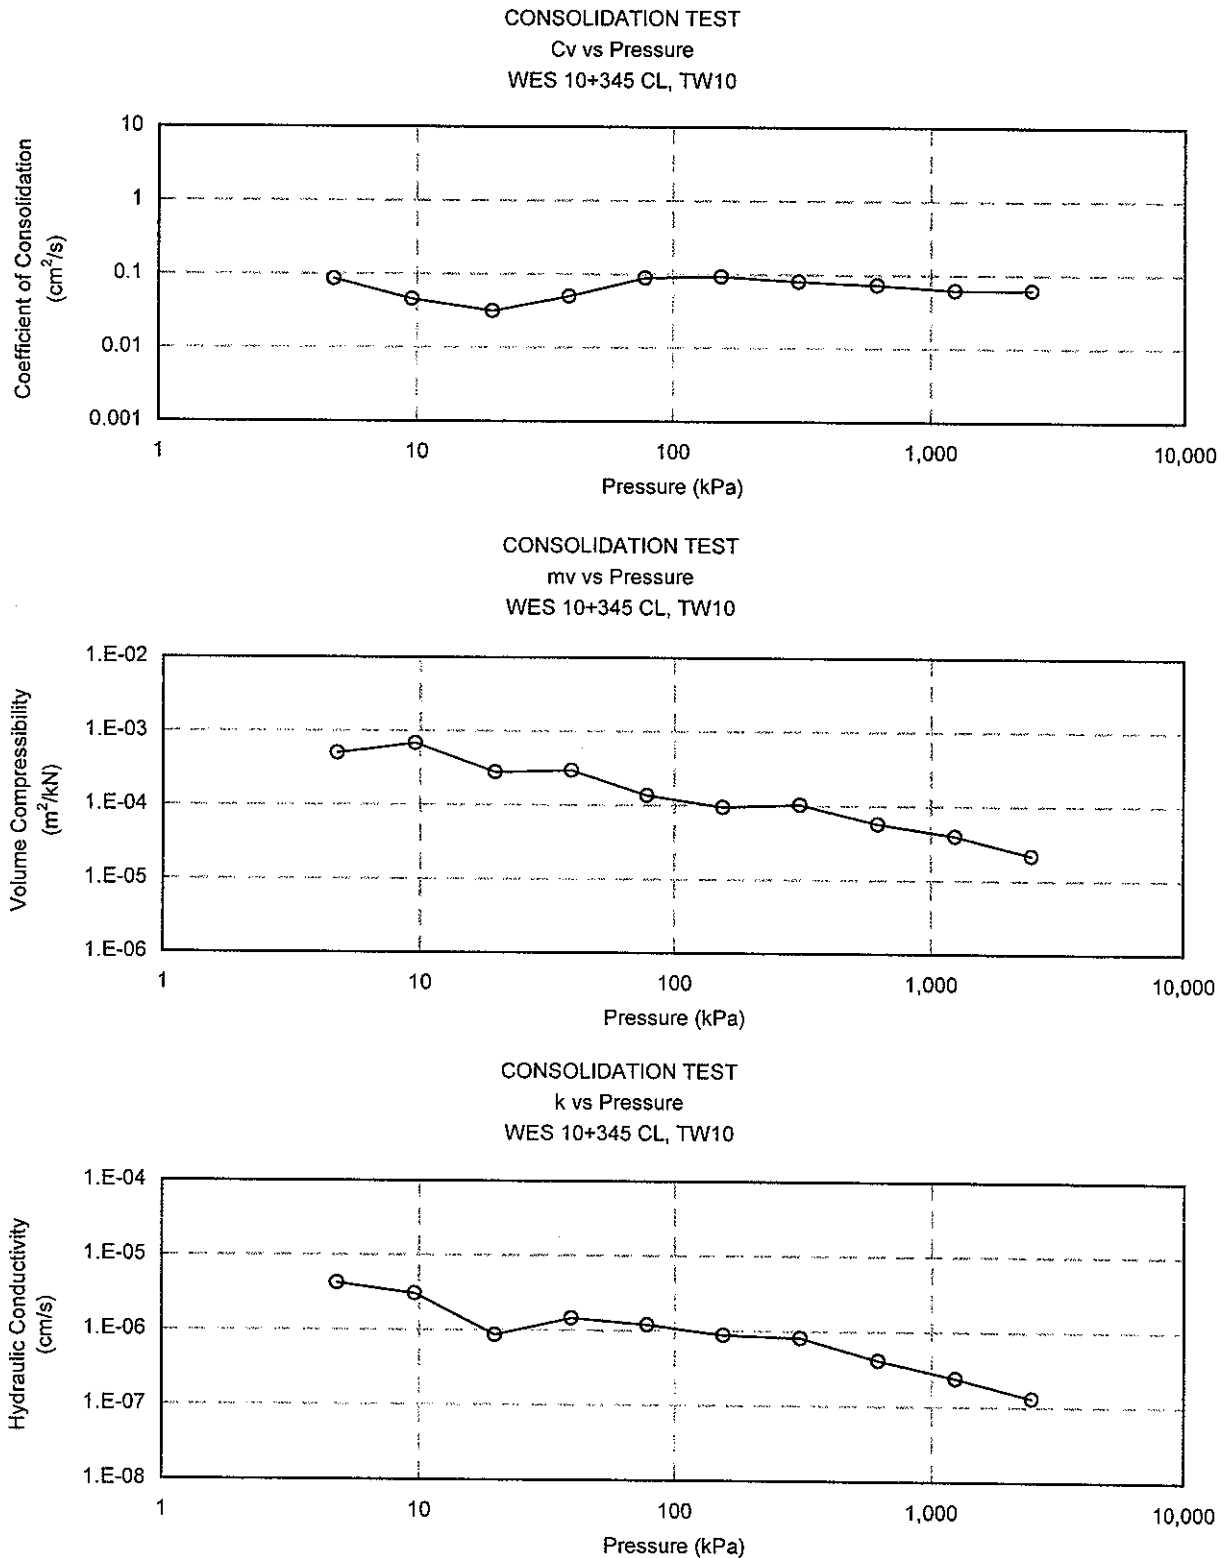 CONSOLIDATION TEST
Cv vs Pressure
WES 10+345 CL, TW10
Coefficient of Consolidation
(cm²/s)
10
1
0.1
0.01
0.001
1
10
100
1,000
10,000
Pressure (kPa)
CONSOLIDATION TEST
mv vs Pressure
WES 10+345 CL, TW10
Volume Compressibility
(m²/kN)
1.E-02
1.E-03
1.E-04
1.E-05
1.E-06
1
10
100
1,000
10,000
Pressure (kPa)
CONSOLIDATION TEST
k vs Pressure
WES 10+345 CL, TW10
Hydraulic Conductivity
(cm/s)
1.E-04
1.E-05
1.E-06
1.E-07
1.E-08
1
10
100
1,000
10,000
Pressure (kPa)